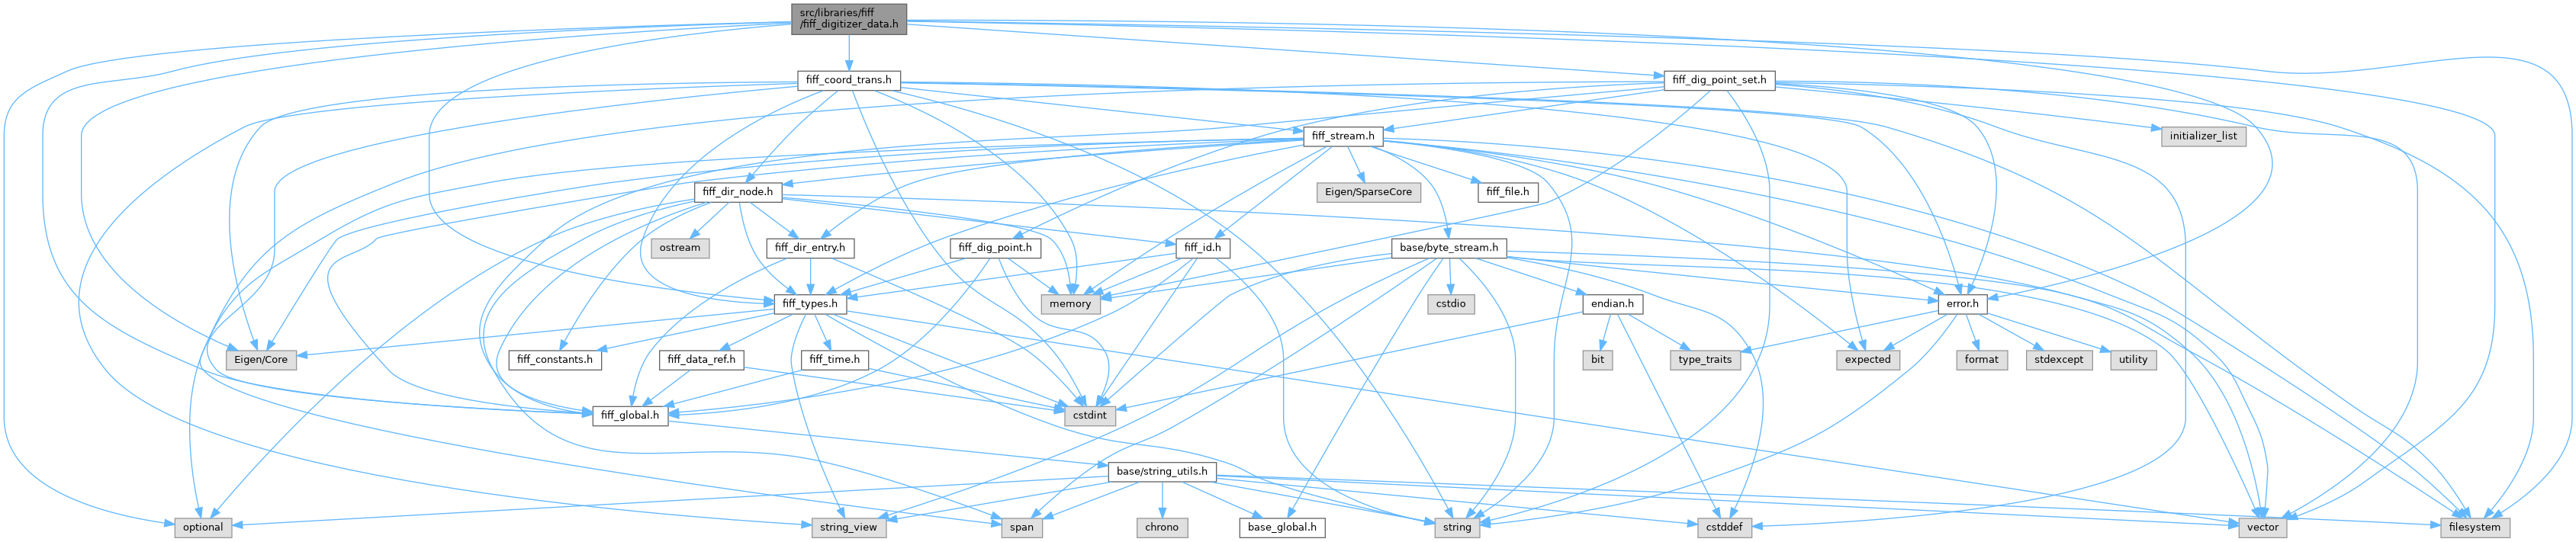 src/libraries/fiff
/fiff_digitizer_data.h
fiff_coord_trans.h
fiff_dig_point_set.h
fiff_stream.h
initializer_list
fiff_dir_node.h
Eigen/SparseCore
fiff_file.h
ostream
fiff_dir_entry.h
fiff_dig_point.h
fiff_id.h
base/byte_stream.h
fiff_types.h
memory
cstdio
endian.h
error.h
Eigen/Core
fiff_constants.h
fiff_data_ref.h
fiff_time.h
bit
type_traits
expected
format
stdexcept
utility
fiff_global.h
cstdint
base/string_utils.h
optional
string_view
span
chrono
base_global.h
string
cstddef
vector
filesystem